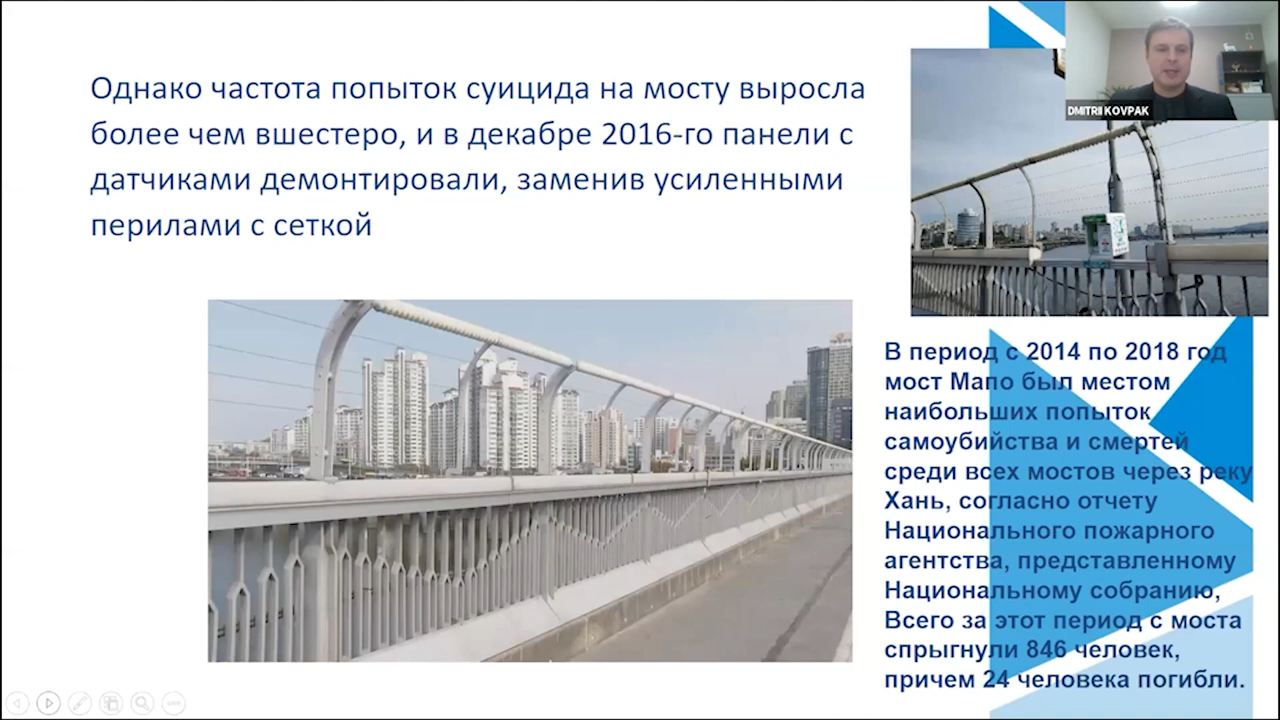 Однако частота попыток суицида на мосту выросла
более чем вшестеро, и в декабре 2016-го панели с
датчиками демонтировали, заменив усиленными
перилами с сеткой
DMITRII KOVPAK
В период с 2014 по 2018 год
мост Мапо был местом
наибольших попыток
самоубийства и смертей
среди всех мостов через реку
Хань, согласно отчету
Национального пожарного
агентства, представленному
Национальному собранию,
Всего за этот период с моста
спрыгнули 846 человек,
причем 24 человека погибли.